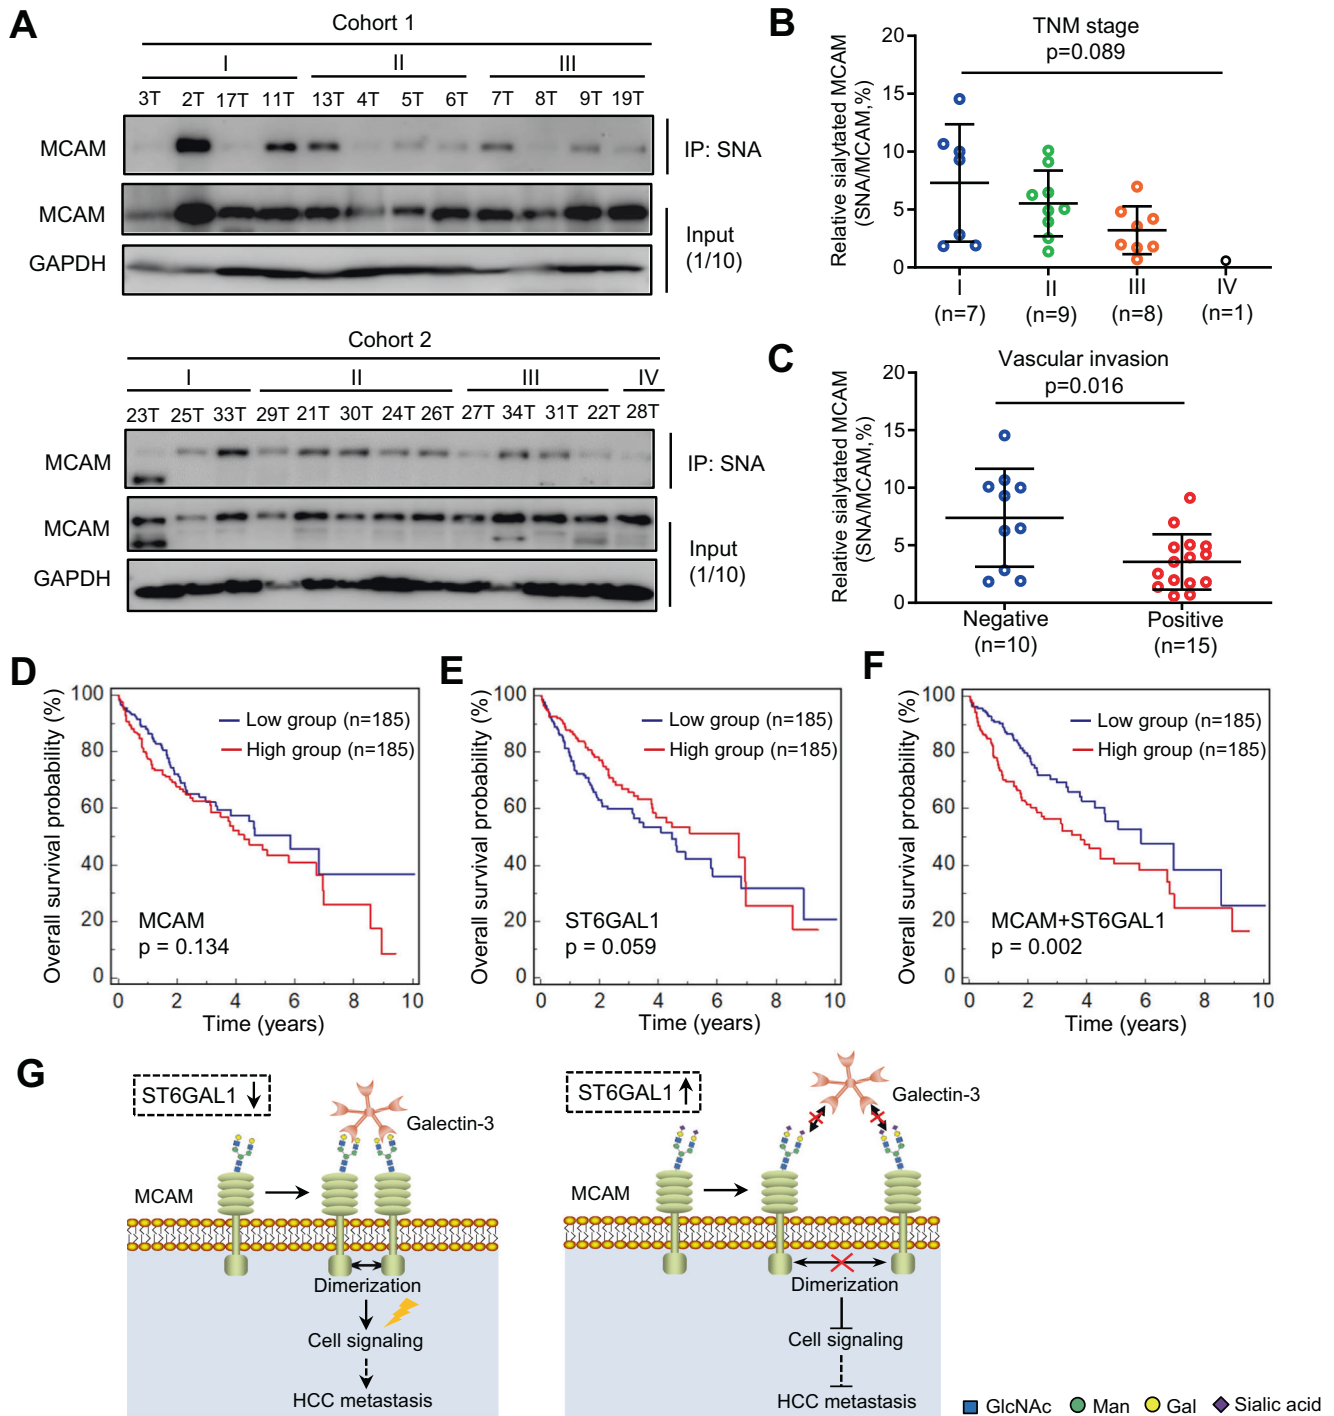 A
Cohort 1
I II III
3T 2T 17T 11T 13T 4T 5T 6T 7T 8T 9T 19T
MCAM
IP: SNA
MCAM
GAPDH
Input
(1/10)
Cohort 2
I II III IV
23T 25T 33T 29T 21T 30T 24T 26T 27T 34T 31T 22T 28T
MCAM
IP: SNA
MCAM
GAPDH
Input
(1/10)
B
TNM stage
p=0.089
Relative sialytated MCAM
(SNA/MCAM,%)
20
15
10
5
0
I II III IV
(n=7) (n=9) (n=8) (n=1)
C
Vascular invasion
p=0.016
Relative sialytated MCAM
(SNA/MCAM,%)
20
15
10
5
0
Negative Positive
(n=10) (n=15)
D
Overall survival probability (%)
100
80
60
40
20
0
Low group (n=185)
High group (n=185)
MCAM
p = 0.134
0 2 4 6 8 10
Time (years)
E
Overall survival probability (%)
100
80
60
40
20
0
Low group (n=185)
High group (n=185)
ST6GAL1
p = 0.059
0 2 4 6 8 10
Time (years)
F
Overall survival probability (%)
100
80
60
40
20
0
Low group (n=185)
High group (n=185)
MCAM+ST6GAL1
p = 0.002
0 2 4 6 8 10
Time (years)
G
ST6GAL1
Galectin-3
MCAM
Dimerization
Cell signaling
HCC metastasis
ST6GAL1
Galectin-3
MCAM
Dimerization
Cell signaling
HCC metastasis
GlcNAc Man Gal Sialic acid